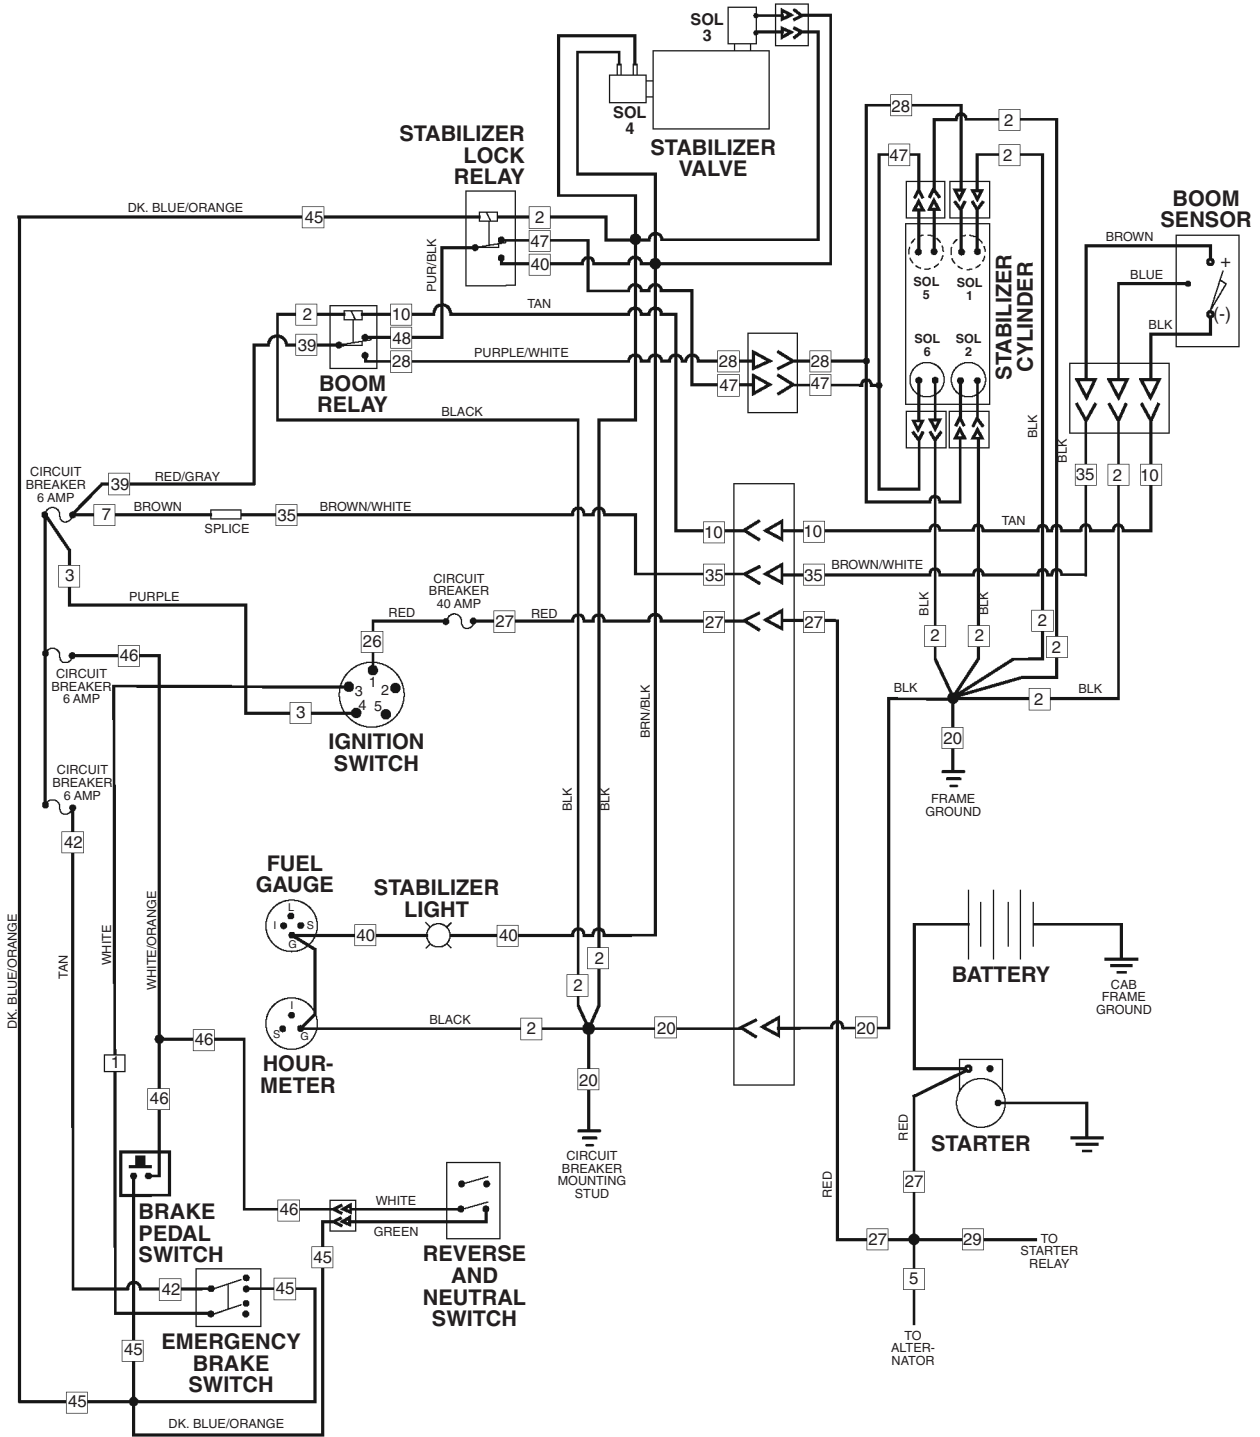 SOL
3
SOL
4
STABILIZER
VALVE
28
2
47
2
STABILIZER
LOCK
RELAY
BOOM
SENSOR
DK. BLUE/ORANGE
45
2
47
40
PUR/BLK
BROWN
BLUE
BLK
+
(-)
SOL
5
SOL
1
SOL
6
SOL
2
STABILIZER
CYLINDER
2
10
TAN
39
48
28
PURPLE/WHITE
BOOM
RELAY
28
28
47
47
BLACK
BLK
BLK
CIRCUIT
BREAKER
6 AMP
39
RED/GRAY
7
BROWN
SPLICE
35
BROWN/WHITE
35
2
10
10
10
TAN
35
35
BROWN/WHITE
3
PURPLE
CIRCUIT
BREAKER
40 AMP
RED
27
RED
27
27
26
BLK
BLK
2
2
2
2
46
CIRCUIT
BREAKER
6 AMP
1
3
2
4
5
3
IGNITION
SWITCH
BRN/BLK
BLK
2
BLK
20
FRAME
GROUND
CIRCUIT
BREAKER
6 AMP
42
BLK
BLK
FUEL
GAUGE
L
I
S
G
STABILIZER
LIGHT
40
40
DK. BLUE/ORANGE
TAN
WHITE
WHITE/ORANGE
2
2
BATTERY
CAB
FRAME
GROUND
I
S
G
HOUR-
METER
BLACK
2
20
20
46
1
46
20
CIRCUIT
BREAKER
MOUNTING
STUD
STARTER
RED
27
RED
BRAKE
PEDAL
SWITCH
46
WHITE
GREEN
45
REVERSE
AND
NEUTRAL
SWITCH
27
29
TO
STARTER
RELAY
5
TO
ALTER-
NATOR
42
45
EMERGENCY
BRAKE
SWITCH
45
45
DK. BLUE/ORANGE